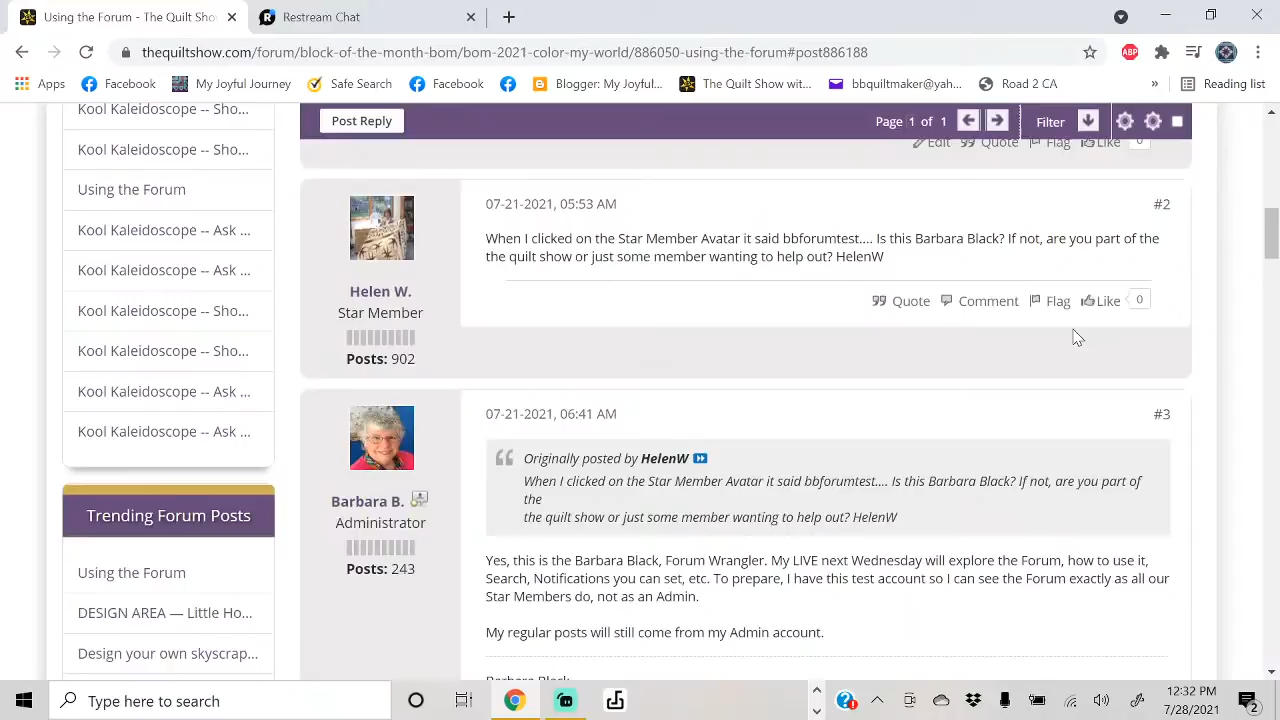 Using the Forum - The Quilt Sho
Restream Chat
thequiltshow.com/forum/block-of-the-month-bom/bom-2021-color-my-world/886050-using-the-forum#post886188
ABP
Apps
Facebook
My Joyful Journey
Safe Search
Facebook
Blogger: My Joyful...
The Quilt Show wit...
bbquiltmaker@yah...
Road 2 CA
»
Reading list
Kool Kaleidoscope -- Sho...
Kool Kaleidoscope -- Sho...
Using the Forum
Kool Kaleidoscope -- Ask ...
Kool Kaleidoscope -- Ask ...
Kool Kaleidoscope -- Sho...
Kool Kaleidoscope -- Sho...
Kool Kaleidoscope -- Ask ...
Kool Kaleidoscope -- Ask ...
Trending Forum Posts
Using the Forum
DESIGN AREA — Little Ho...
Design your own skyscrap...
Post Reply
Page 1 of 1
Filter
Edit Quote Flag Like 0
07-21-2021, 05:53 AM
#2
When I clicked on the Star Member Avatar it said bbforumtest.... Is this Barbara Black? If not, are you part of the
the quilt show or just some member wanting to help out? HelenW
Helen W.
Star Member
Posts: 902
Quote Comment Flag Like 0
07-21-2021, 06:41 AM
#3
Originally posted by HelenW
When I clicked on the Star Member Avatar it said bbforumtest.... Is this Barbara Black? If not, are you part of
the
the quilt show or just some member wanting to help out? HelenW
Barbara B.
Administrator
Posts: 243
Yes, this is the Barbara Black, Forum Wrangler. My LIVE next Wednesday will explore the Forum, how to use it,
Search, Notifications you can set, etc. To prepare, I have this test account so I can see the Forum exactly as all our
Star Members do, not as an Admin.
My regular posts will still come from my Admin account.
Barbara Black
Type here to search
12:32 PM
7/28/2021
2